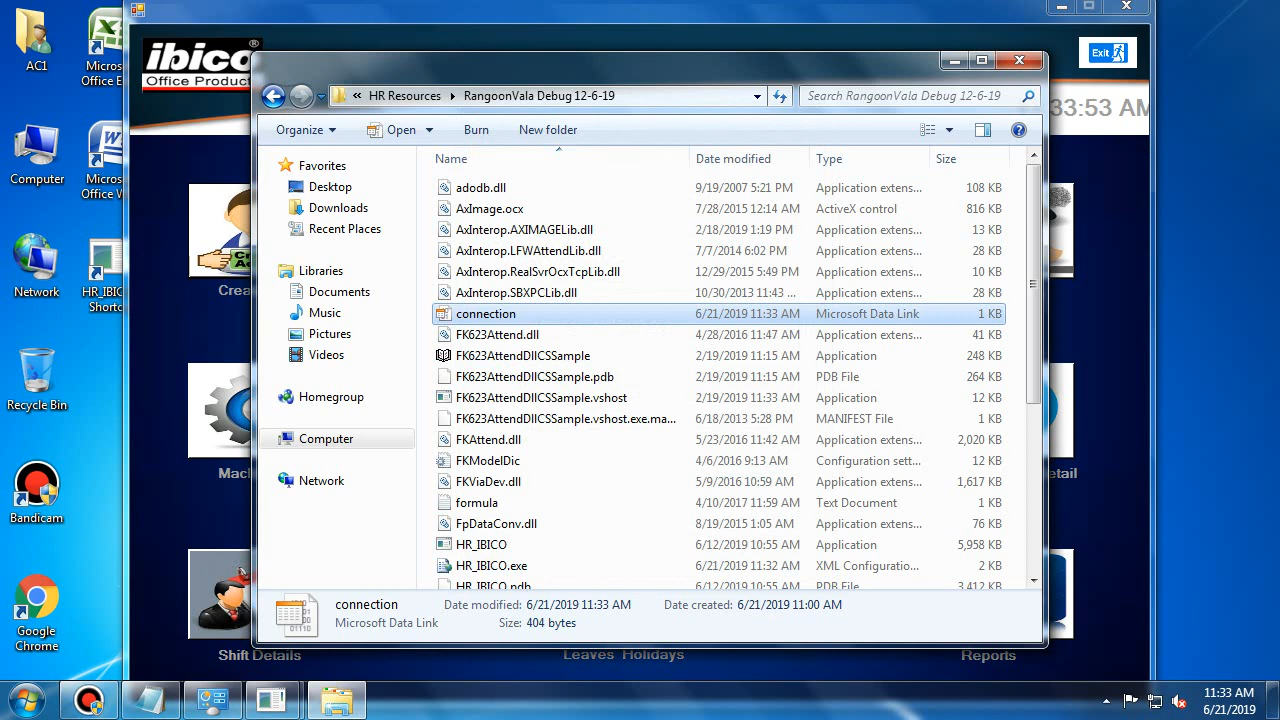 AC1
Micros
Office E
Computer
Micros
Office W
Network
HR_IBIC
Shortc
Recycle Bin
Bandicam
Google
Chrome
ibico
®
Office Product
Exit
33:53 AM
Crea
Mac
etail
Shift Details
Leaves Holidays
Reports
« HR Resources RangoonVala Debug 12-6-19
Search RangoonVala Debug 12-6-19
Organize Open Burn New folder
Favorites
Desktop
Downloads
Recent Places
Libraries
Documents
Music
Pictures
Videos
Homegroup
Computer
Network
Name Date modified Type Size
adodb.dll 9/19/2007 5:21 PM Application extens... 108 KB
AxImage.ocx 7/28/2015 12:14 AM ActiveX control 816 KB
AxInterop.AXIMAGELib.dll 2/18/2019 1:19 PM Application extens... 13 KB
AxInterop.LFWAttendLib.dll 7/7/2014 6:02 PM Application extens... 28 KB
AxInterop.RealSvrOcxTcpLib.dll 12/29/2015 5:49 PM Application extens... 10 KB
AxInterop.SBXPCLib.dll 10/30/2013 11:43 ... Application extens... 28 KB
connection 6/21/2019 11:33 AM Microsoft Data Link 1 KB
FK623Attend.dll 4/28/2016 11:47 AM Application extens... 41 KB
FK623AttendDllCSSample 2/19/2019 11:15 AM Application 248 KB
FK623AttendDllCSSample.pdb 2/19/2019 11:15 AM PDB File 264 KB
FK623AttendDllCSSample.vshost 2/19/2019 11:33 AM Application 12 KB
FK623AttendDllCSSample.vshost.exe.ma... 6/18/2013 5:28 PM MANIFEST File 1 KB
FKAttend.dll 5/23/2016 11:42 AM Application extens... 2,020 KB
FKModelDic 4/6/2016 9:13 AM Configuration sett... 12 KB
FKViaDev.dll 5/9/2016 10:59 AM Application extens... 1,617 KB
formula 4/10/2017 11:59 AM Text Document 1 KB
FpDataConv.dll 8/19/2015 1:05 AM Application extens... 76 KB
HR_IBICO 6/12/2019 10:55 AM Application 5,958 KB
HR_IBICO.exe 6/21/2019 11:32 AM XML Configuratio... 2 KB
HR_IBICO.pdb 6/12/2019 10:55 AM PDB File 3,412 KB
connection Date modified: 6/21/2019 11:33 AM Date created: 6/21/2019 11:00 AM
Microsoft Data Link Size: 404 bytes
11:33 AM
6/21/2019